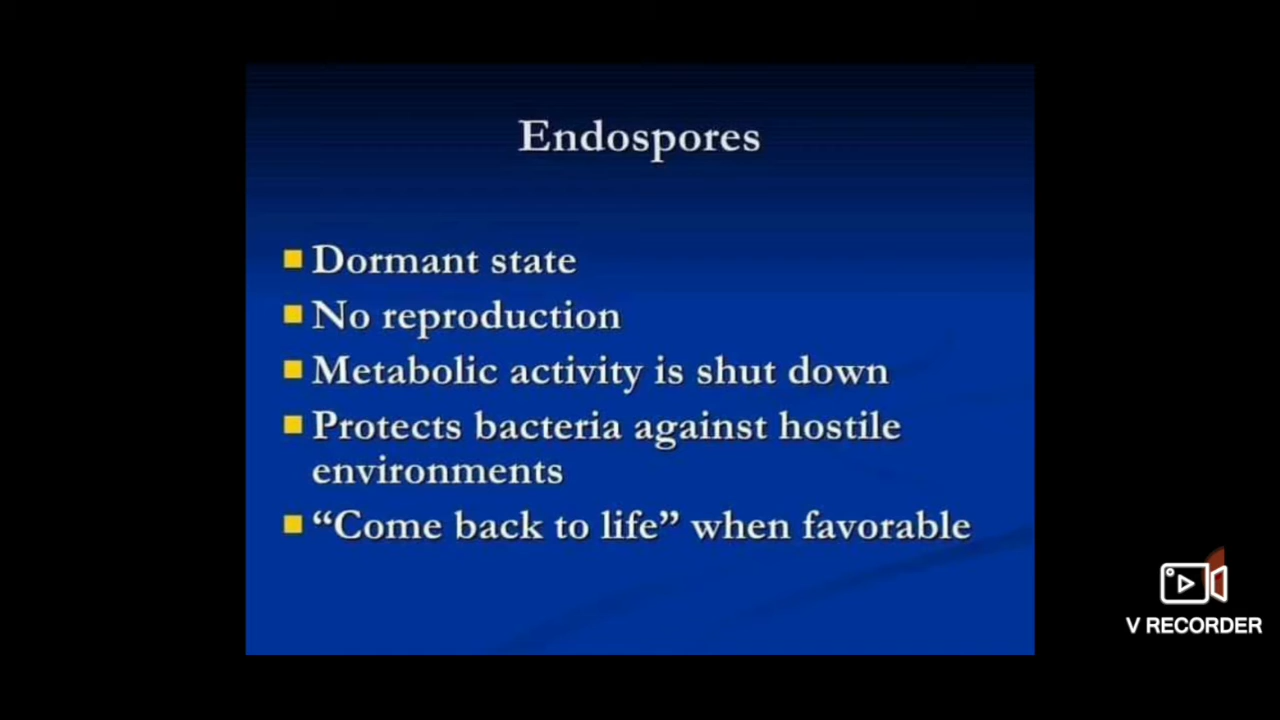 Endospores
Dormant state
No reproduction
Metabolic activity is shut down
Protects bacteria against hostile
environments
“Come back to life” when favorable
V RECORDER